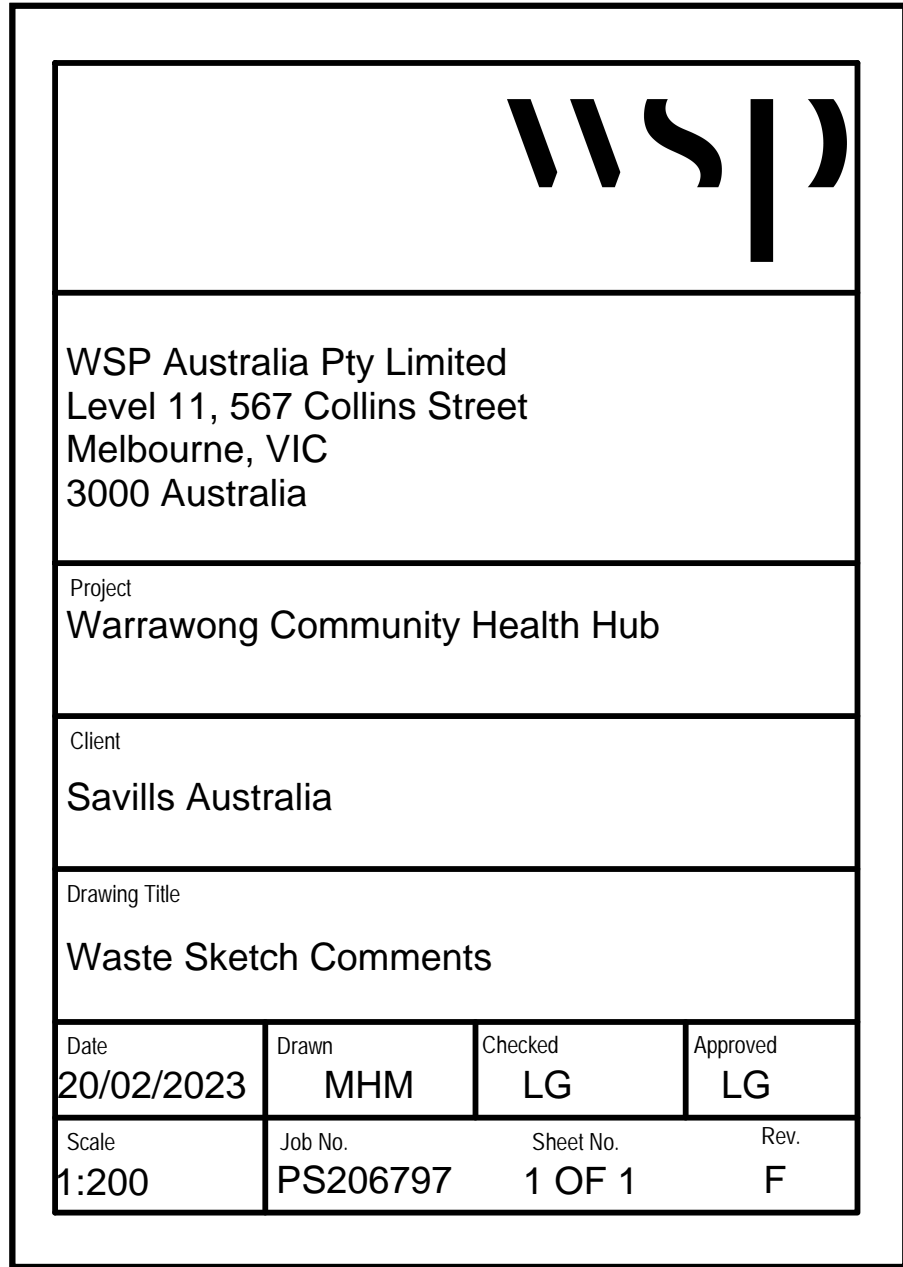 wsp
WSP Australia Pty Limited
Level 11, 567 Collins Street
Melbourne, VIC
3000 Australia
Project
Warrawong Community Health Hub
Client
Savills Australia
Drawing Title
Waste Sketch Comments
Date Drawn Checked Approved
20/02/2023 MHM LG LG
Scale Job No. Sheet No. Rev.
1:200 PS206797 1 OF 1 F